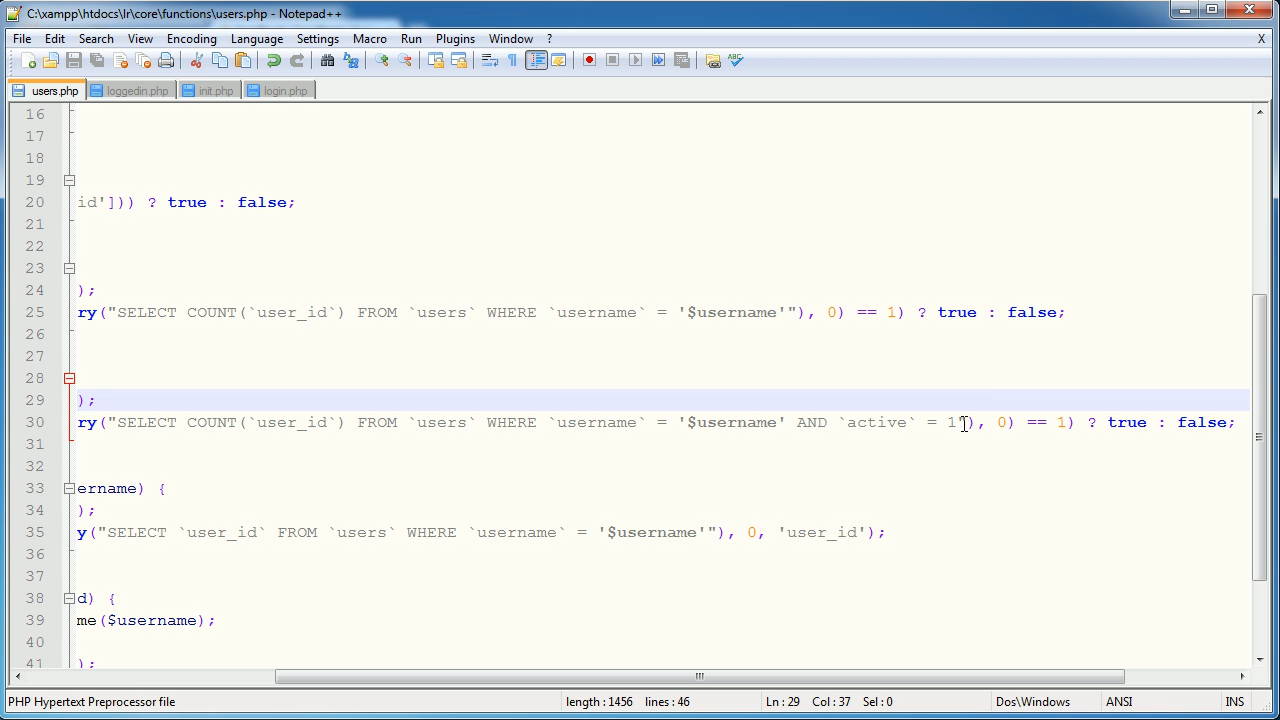 C:\xampp\htdocs\lr\core\functions\users.php - Notepad++
File Edit Search View Encoding Language Settings Macro Run Plugins Window ? X
users.php loggedin.php init.php login.php
16
17
18
19
20 id'])) ? true : false;
21
22
23
24 );
25 ry("SELECT COUNT(`user_id`) FROM `users` WHERE `username` = '$username'"), 0) == 1) ? true : false;
26
27
28
29 );
30 ry("SELECT COUNT(`user_id`) FROM `users` WHERE `username` = '$username' AND `active` = 1"), 0) == 1) ? true : false;
31
32
33 ername) {
34 );
35 y("SELECT `user_id` FROM `users` WHERE `username` = '$username'"), 0, 'user_id');
36
37
38 d) {
39 me($username);
40
41 );
PHP Hypertext Preprocessor file length : 1456 lines : 46 Ln : 29 Col : 37 Sel : 0 Dos\Windows ANSI INS